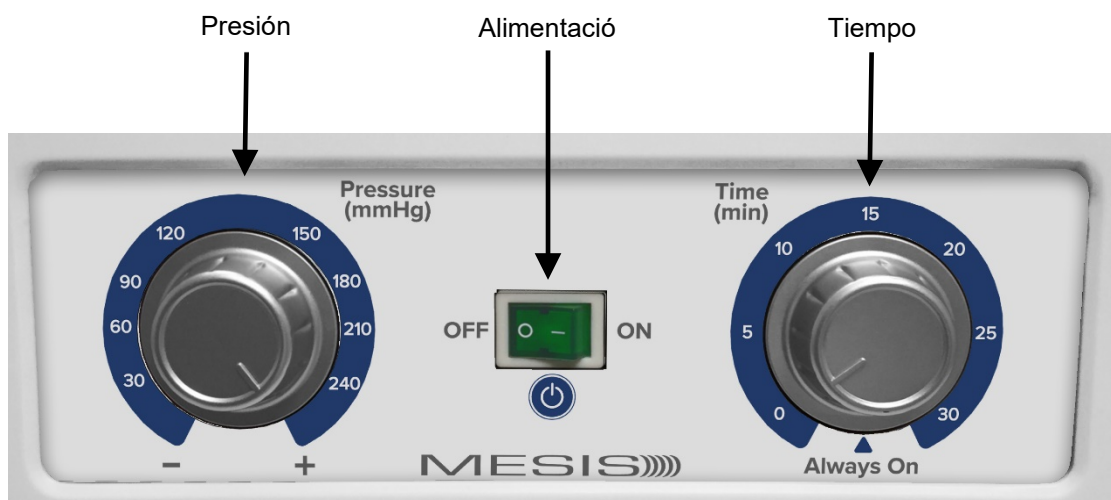 Presión
Alimentació
Tiempo
Pressure
(mmHg)
30
60
90
120
150
180
210
240
–
+
OFF
O
–
ON
MESIS
Time
(min)
0
5
10
15
20
25
30
Always On